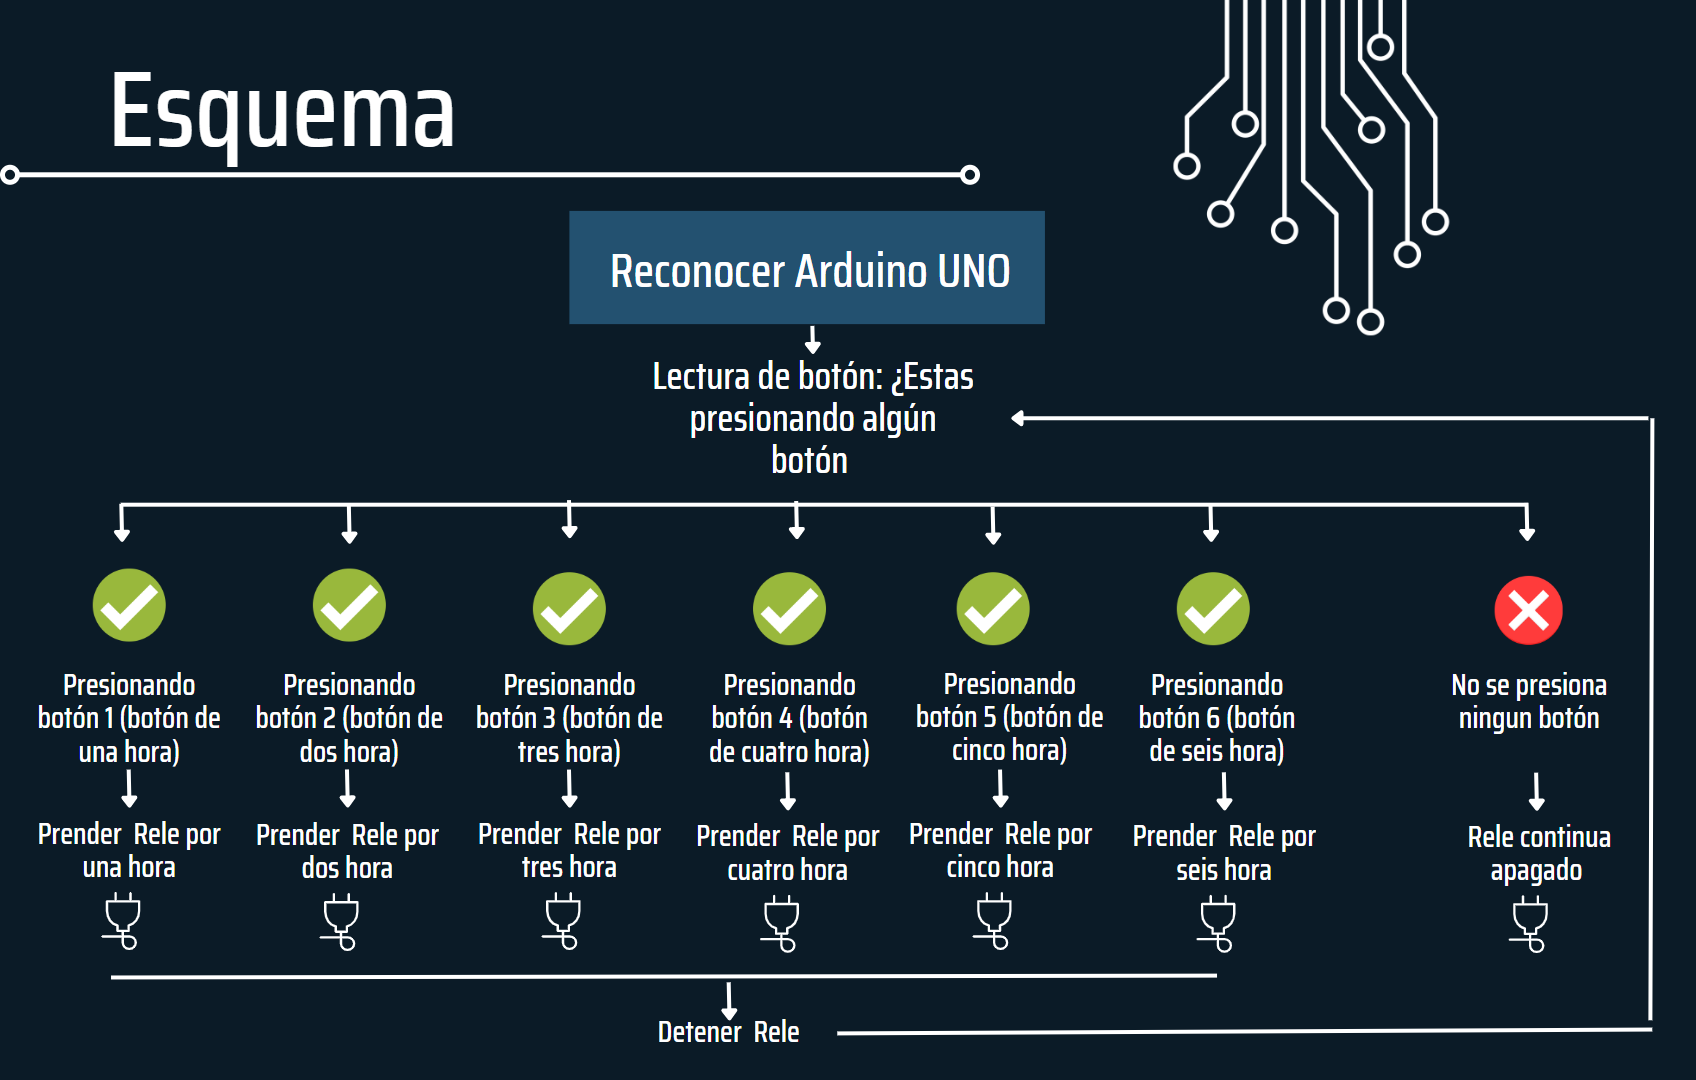 Esquema
Reconocer Arduino UNO
Lectura de botón: ¿Estas
presionando algún
botón
Presionando
botón 1 (botón de
una hora)
Presionando
botón 2 (botón de
dos hora)
Presionando
botón 3 (botón de
tres hora)
Presionando
botón 4 (botón
de cuatro hora)
Presionando
botón 5 (botón de
cinco hora)
Presionando
botón 6 (botón
de seis hora)
No se presiona
ningun botón
Prender Rele por
una hora
Prender Rele por
dos hora
Prender Rele por
tres hora
Prender Rele por
cuatro hora
Prender Rele por
cinco hora
Prender Rele por
seis hora
Rele continua
apagado
Detener Rele